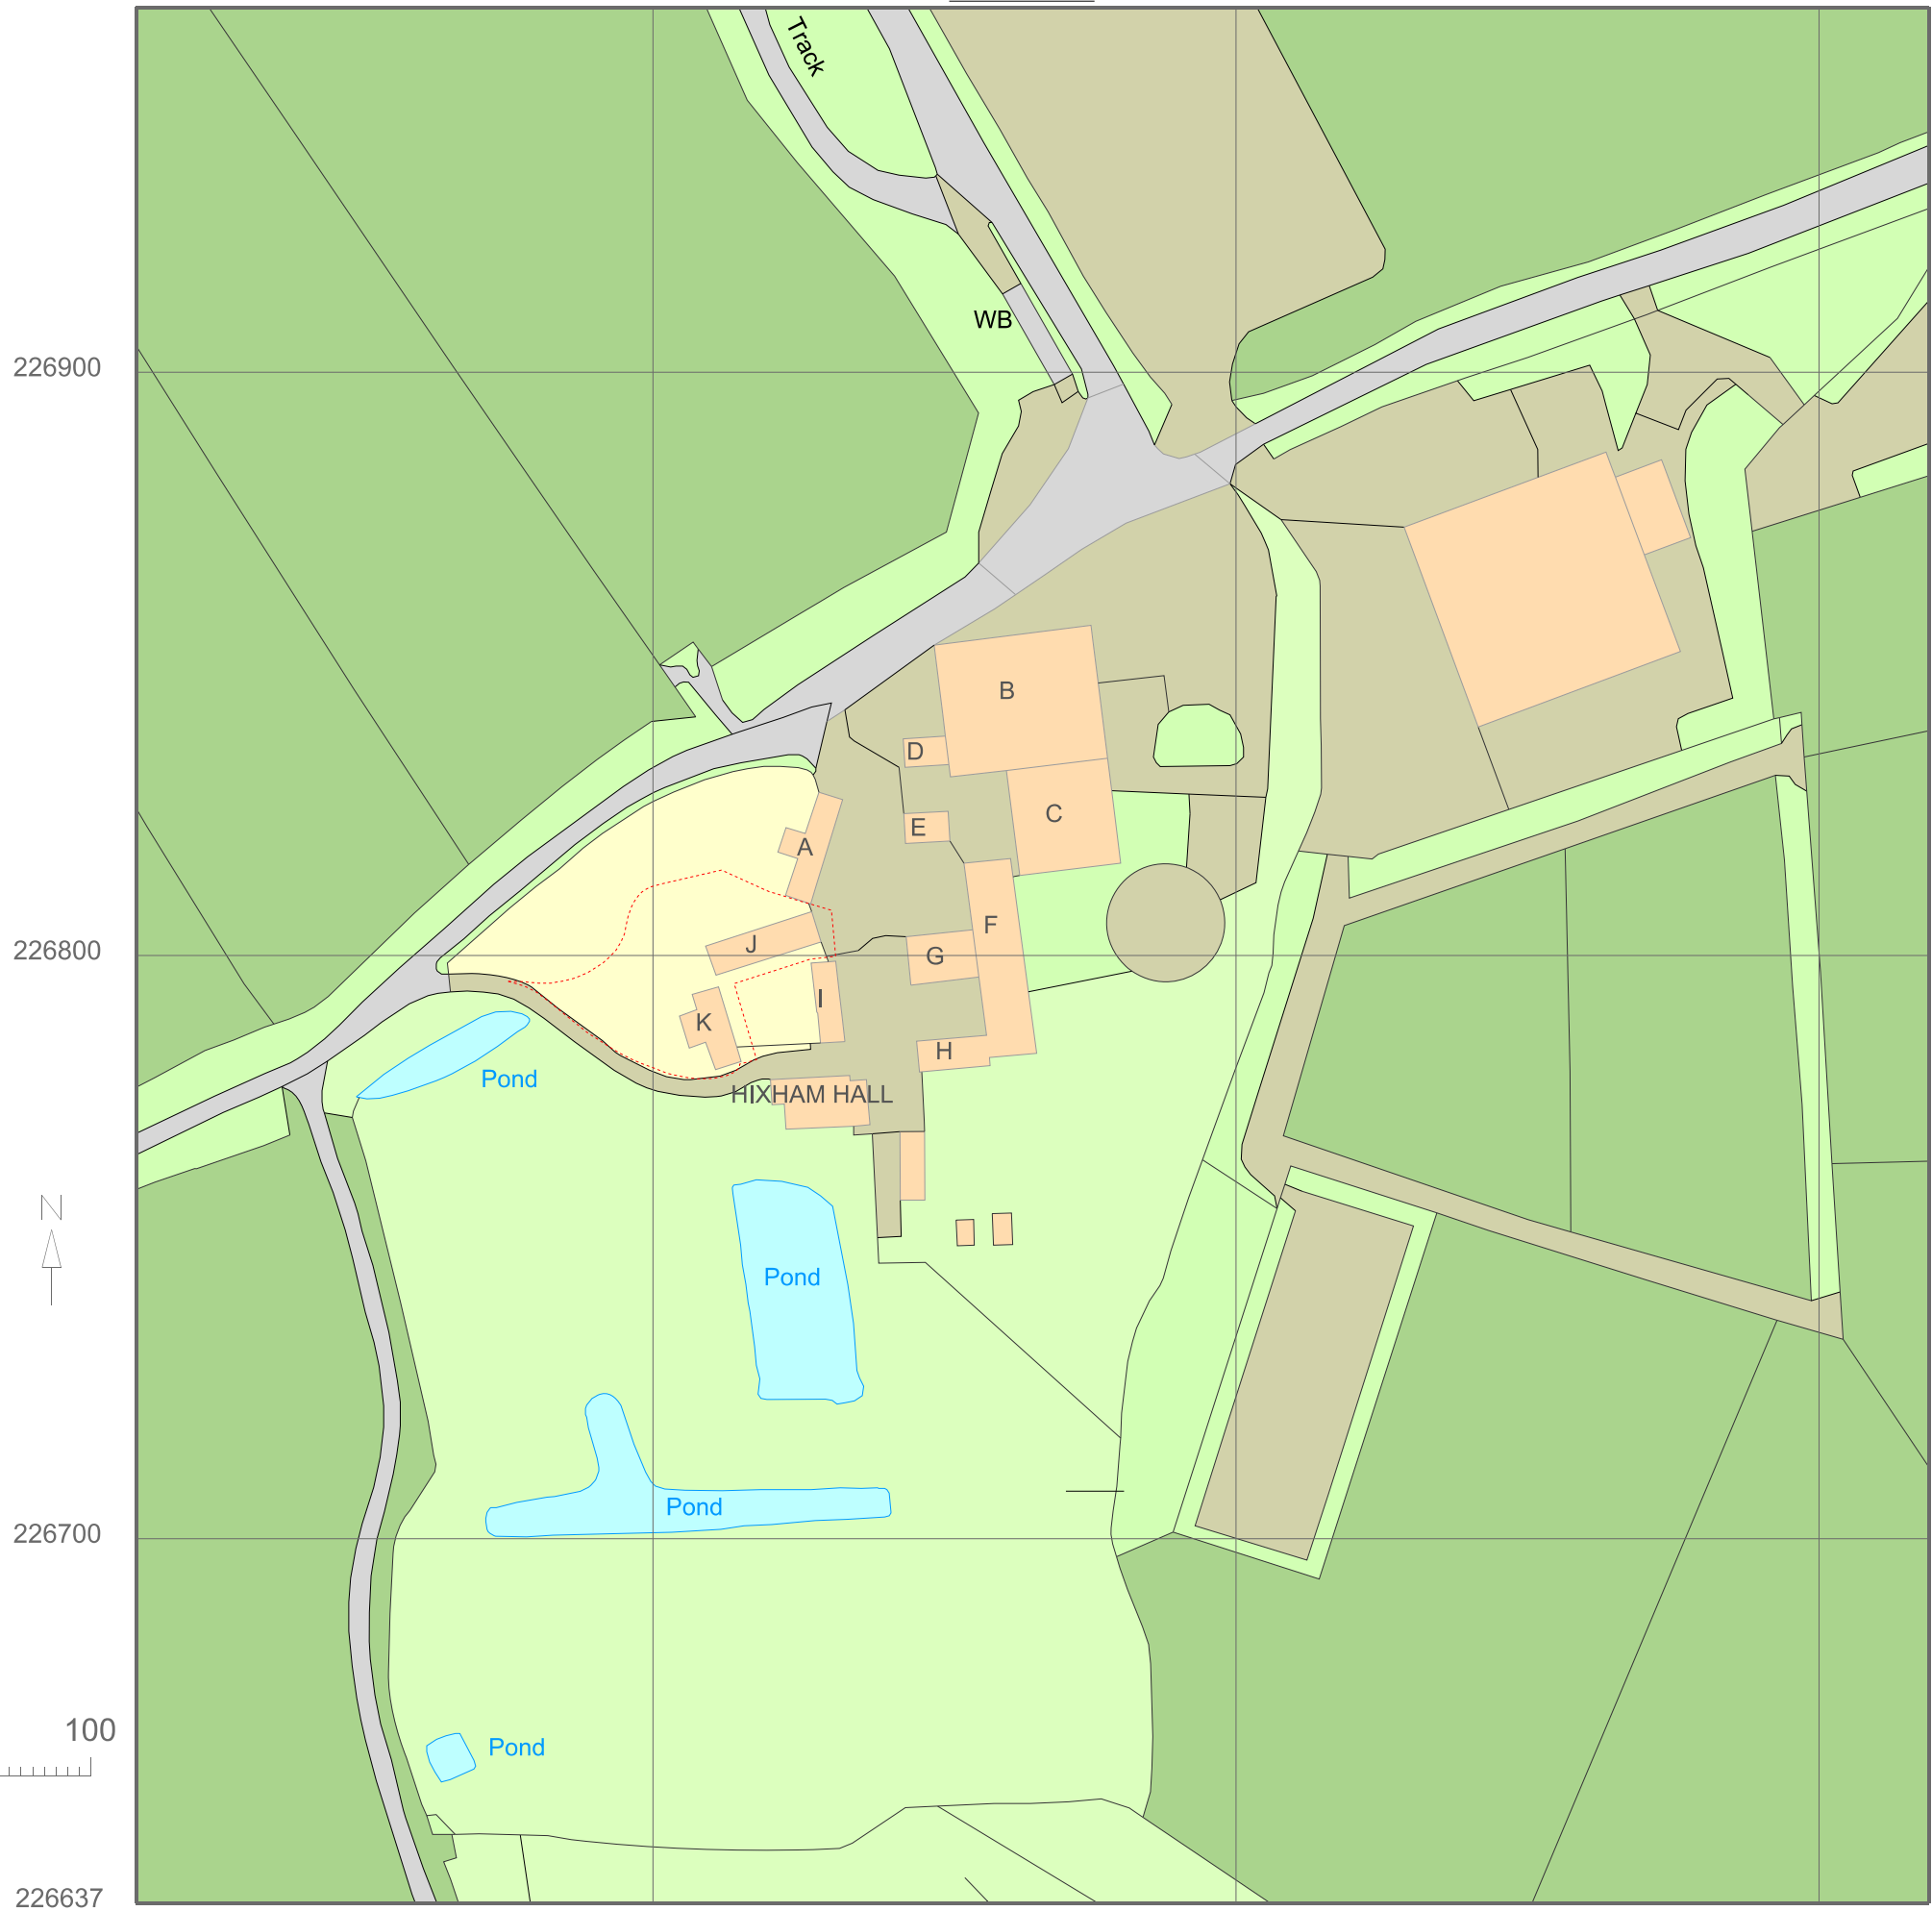 Track
WB
226900
B
D
C
E
A
F
J
G
226800
I
K
H
Pond
HIXHAM HALL
N
Pond
Pond
226700
100
Pond
226637